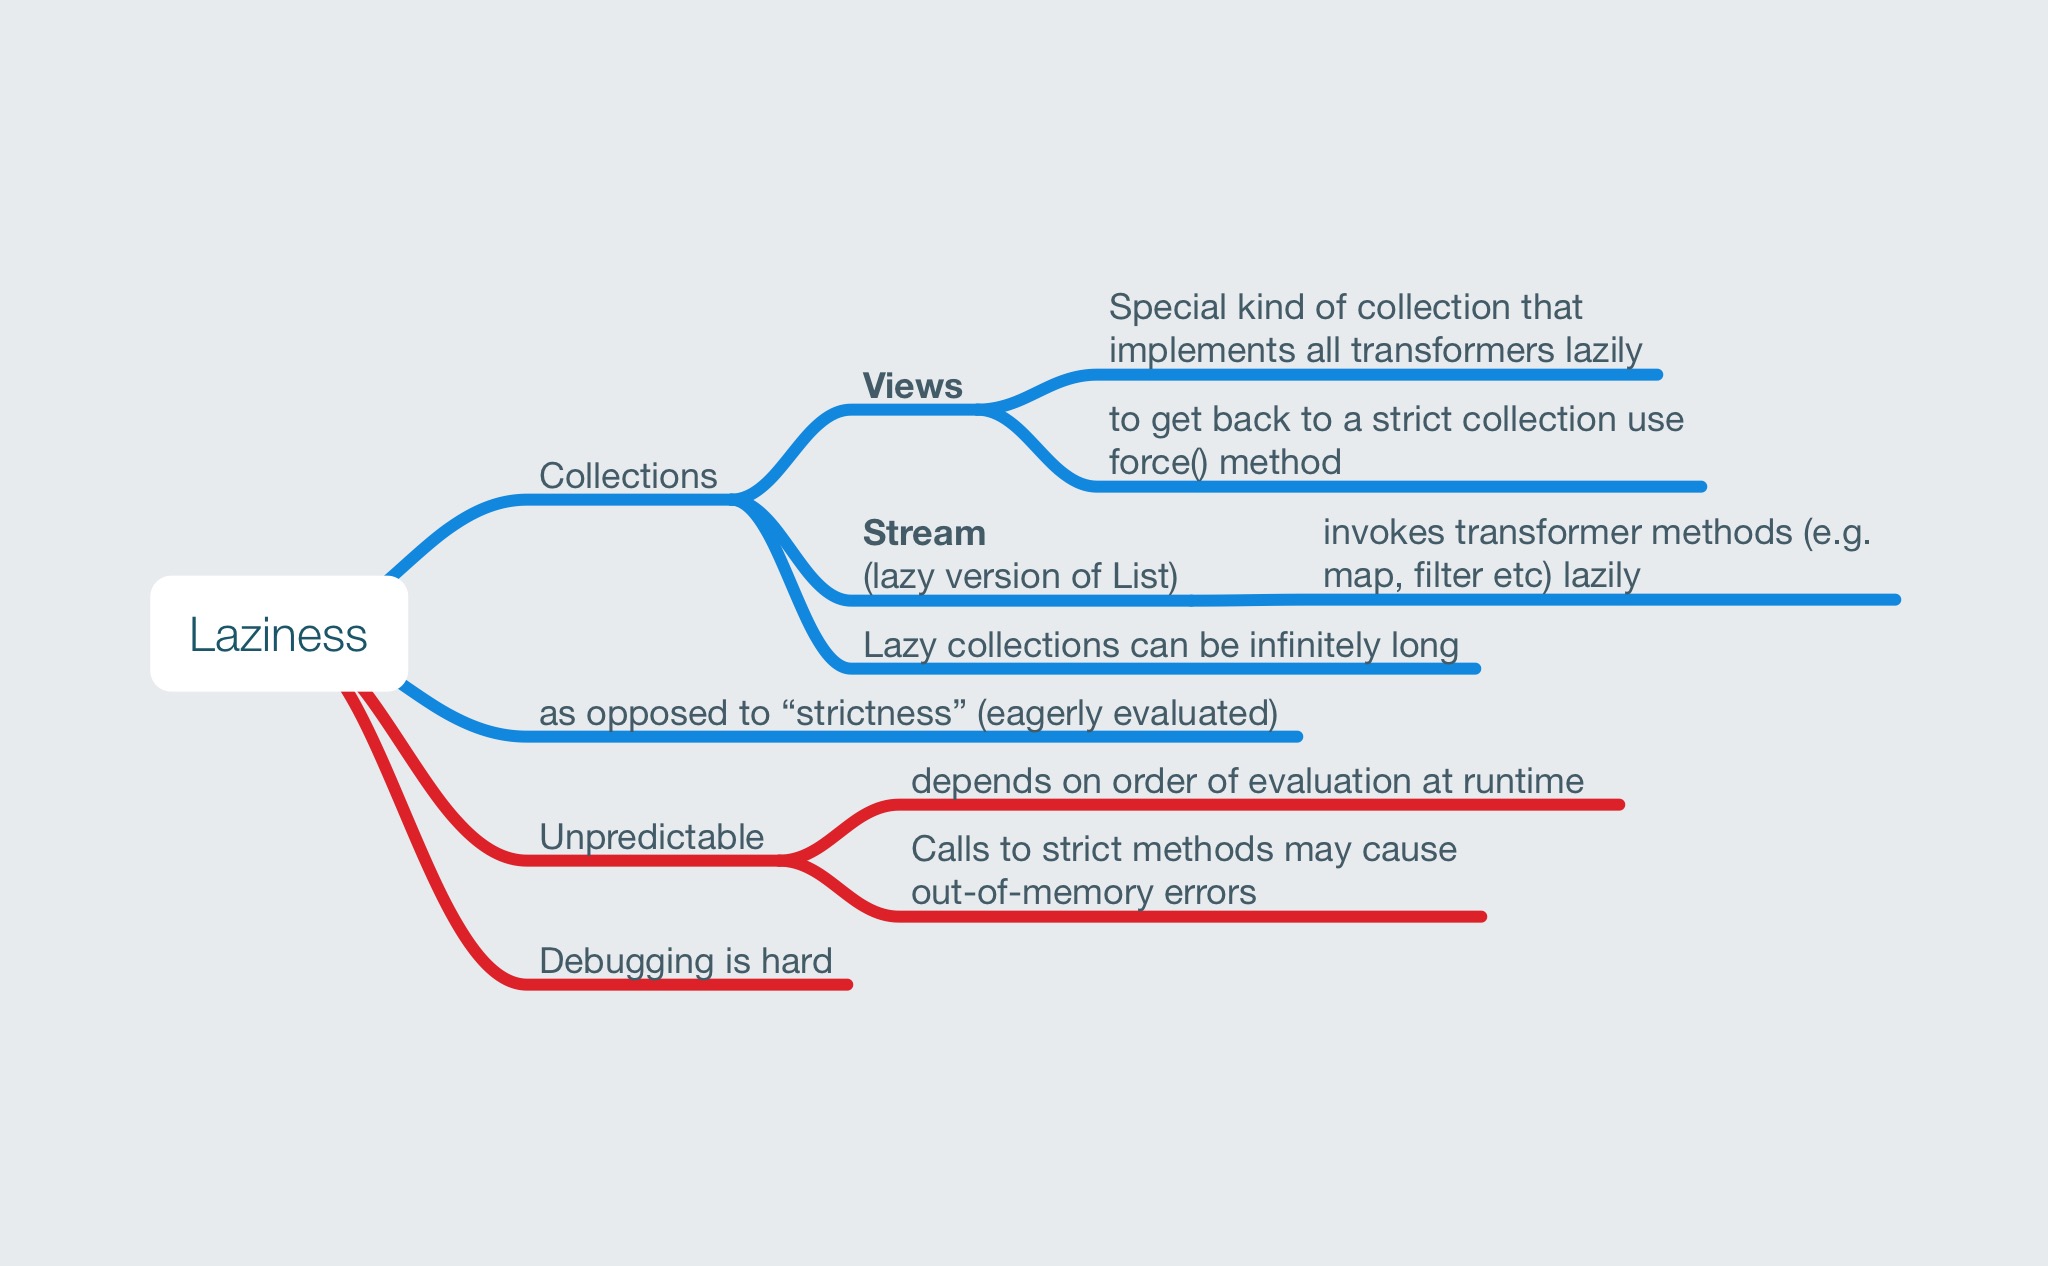 Laziness
Collections
Views
Special kind of collection that
implements all transformers lazily
to get back to a strict collection use
force() method
Stream
(lazy version of List)
invokes transformer methods (e.g.
map, filter etc) lazily
Lazy collections can be infinitely long
as opposed to “strictness” (eagerly evaluated)
Unpredictable
depends on order of evaluation at runtime
Calls to strict methods may cause
out-of-memory errors
Debugging is hard